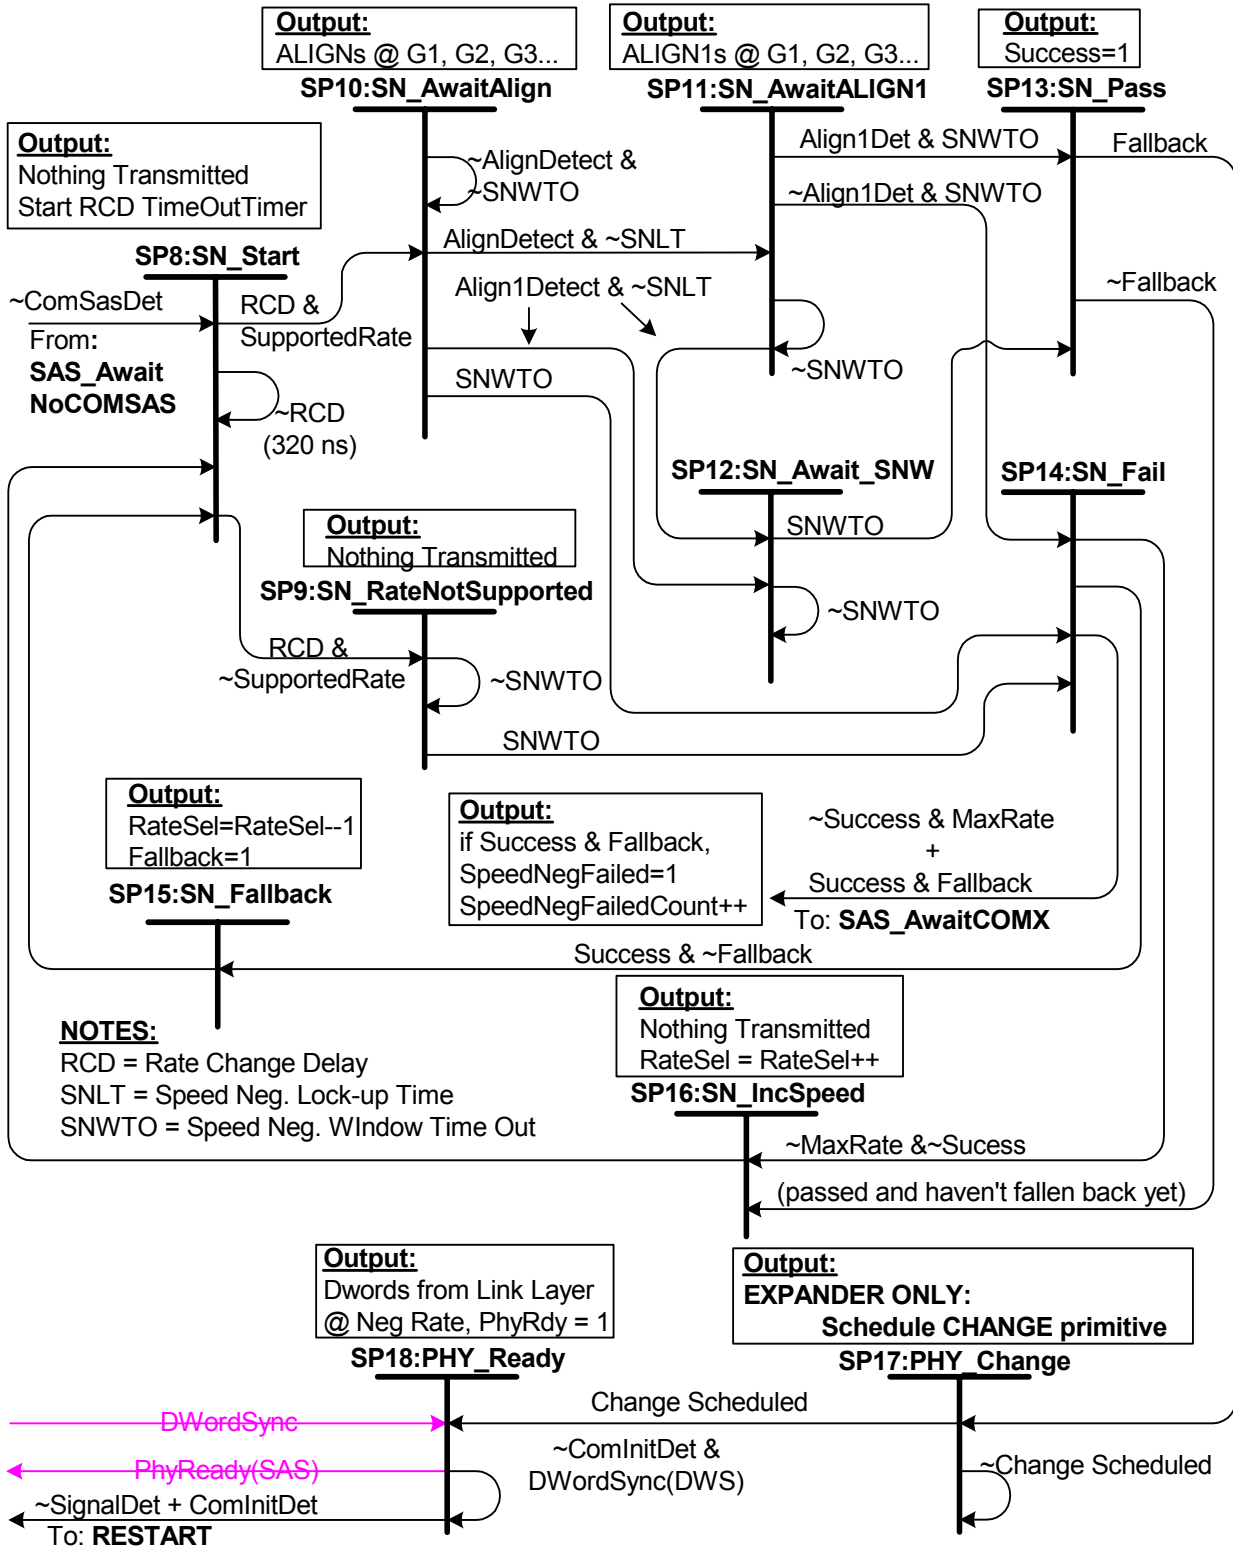 Output:
ALIGNs @ G1, G2, G3...
SP10:SN_AwaitAlign
Output:
ALIGN1s @ G1, G2, G3...
SP11:SN_AwaitALIGN1
Output:
Success=1
SP13:SN_Pass
Output:
Nothing Transmitted
Start RCD TimeOutTimer
SP8:SN_Start
~AlignDetect &
~SNWTO
Align1Det & SNWTO
~Align1Det & SNWTO
Fallback
AlignDetect & ~SNLT
Align1Detect & ~SNLT
~Fallback
~ComSasDet
From:
SAS_Await
NoCOMSAS
RCD &
SupportedRate
~RCD
(320 ns)
SNWTO
~SNWTO
SP12:SN_Await_SNW
SP14:SN_Fail
SNWTO
~SNWTO
Output:
Nothing Transmitted
SP9:SN_RateNotSupported
RCD &
~SupportedRate
~SNWTO
SNWTO
Output:
RateSel=RateSel--1
Fallback=1
SP15:SN_Fallback
Output:
if Success & Fallback,
SpeedNegFailed=1
SpeedNegFailedCount++
~Success & MaxRate
+
Success & Fallback
To: SAS_AwaitCOMX
Success & ~Fallback
NOTES:
RCD = Rate Change Delay
SNLT = Speed Neg. Lock-up Time
SNWTO = Speed Neg. WIndow Time Out
Output:
Nothing Transmitted
RateSel = RateSel++
SP16:SN_IncSpeed
~MaxRate &~Sucess
(passed and haven't fallen back yet)
Output:
Dwords from Link Layer
@ Neg Rate, PhyRdy = 1
SP18:PHY_Ready
Output:
EXPANDER ONLY:
Schedule CHANGE primitive
SP17:PHY_Change
DWordSync
Change Scheduled
PhyReady(SAS)
~ComInitDet &
DWordSync(DWS)
~Change Scheduled
~SignalDet + ComInitDet
To: RESTART